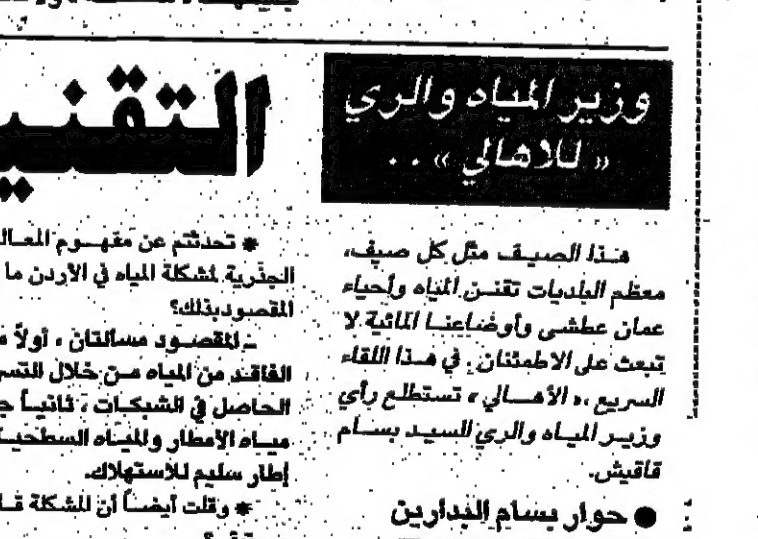 وزير المياه والري
« للاهالي » . .
هذا الصيف مثل كل صيف،
معظم البلديات تقنن المياه وأحياء
عمان عطشى وأوضاعنا المائية لا
تبعث على الاطمئنان . في هذا اللقاء
السريع ،« الأهالي » تستطلع رأي
وزير المياه والري السيد بسام
قاقيش.
● حوار بسام البدارين
التقني
* تحدثتم عن مفهوم المعال
الجذرية لمشكلة المياه في الأردن ما
المقصود بذلك؟
ـ المقصود مسألتان ، أولاً
الفاقد من المياه من خلال التسر
الحاصل في الشبكات ، ثانياً
مياه الأمطار والمياه السطحية
إطار سليم للاستهلاك.
* وقلت أيضاً أن المشكلة